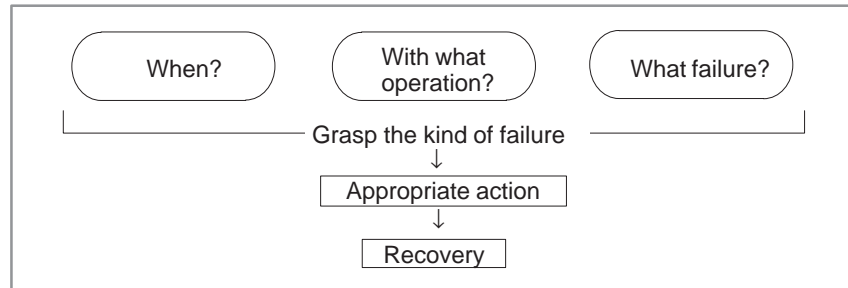 When?
With what
operation?
What failure?
Grasp the kind of failure
↓
Appropriate action
↓
Recovery